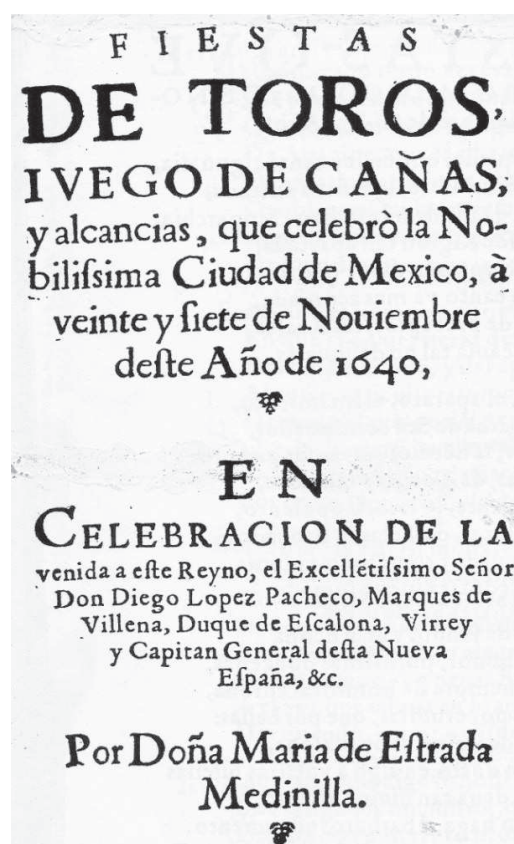 FIESTAS
DE TOROS,
IVEGO DE CAÑAS,
y alcancias, que celebrò la No-
biliſsima Ciudad de Mexico, à
veinte y ſiete de Nouiembre
deſte Año de 1640,
EN
CELEBRACION DE LA
venida a eſte Reyno, el Excellẽtiſsimo Señor
Don Diego Lopez Pacheco, Marques de
Villena, Duque de Eſcalona, Virrey
y Capitan General deſta Nueva
Eſpaña, &c.
Por Doña Maria de Eſtrada
Medinilla.